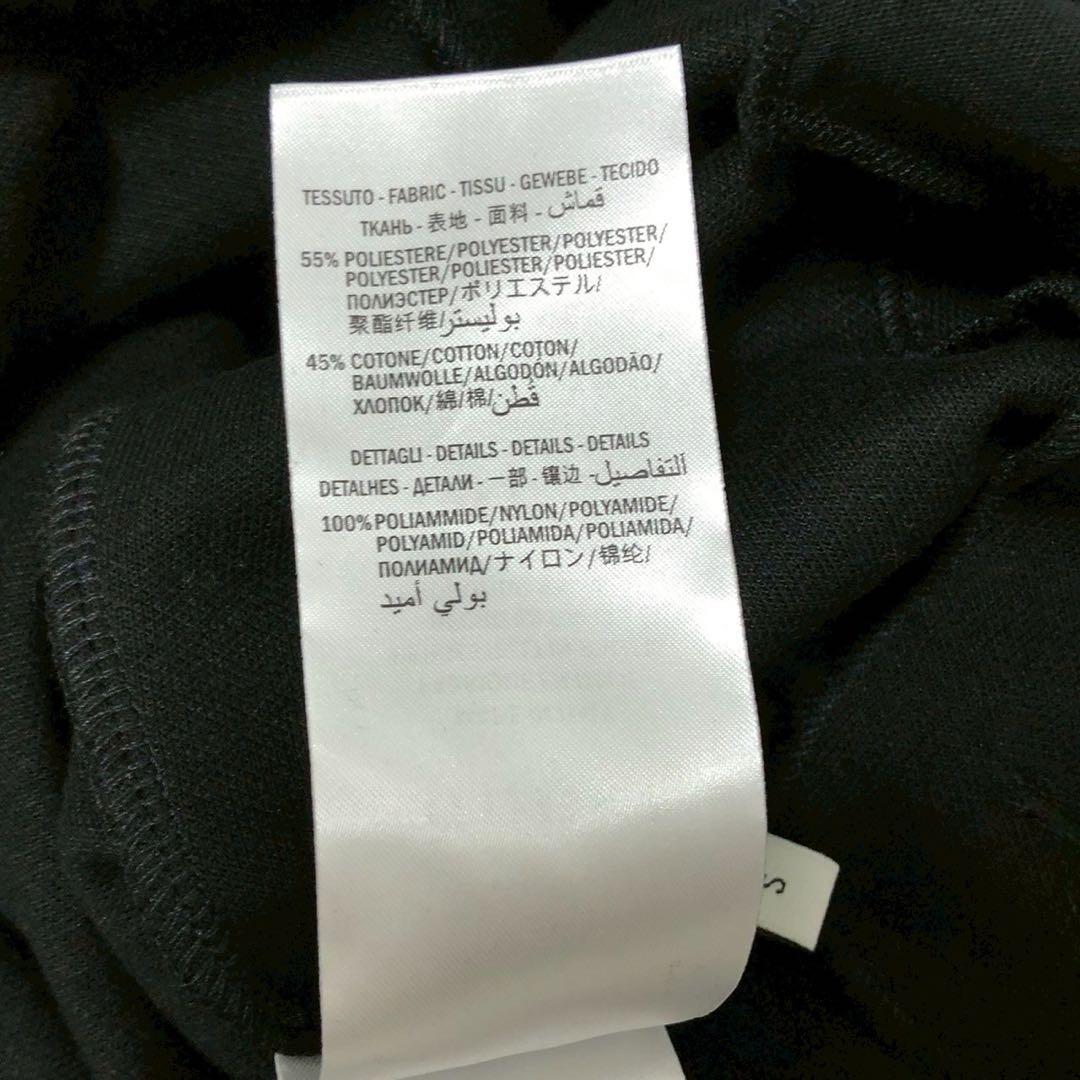 TESSUTO - FABRIC - TISSU - GEWEBE - TECIDO
ТКАНЬ - 表地 - 面料 - قماش
55% POLIESTERE/POLYESTER/POLYESTER/
POLYESTER/POLIESTER/POLIESTER/
ПОЛИЭСТЕР/ポリエステル/
聚酯纤维/بوليستر
45% COTONE/COTTON/COTON/
BAUMWOLLE/ALGODÓN/ALGODÃO/
ХЛОПОК/綿/棉/قطن
DETTAGLI - DETAILS - DETAILS - DETAILS
DETALHES - ДЕТАЛИ - 一部 - 镶边 - التفاصيل
100% POLIAMMIDE/NYLON/POLYAMIDE/
POLYAMID/POLIAMIDA/POLIAMIDA/
ПОЛИАМИД/ナイロン/锦纶/
بولي أميد
S